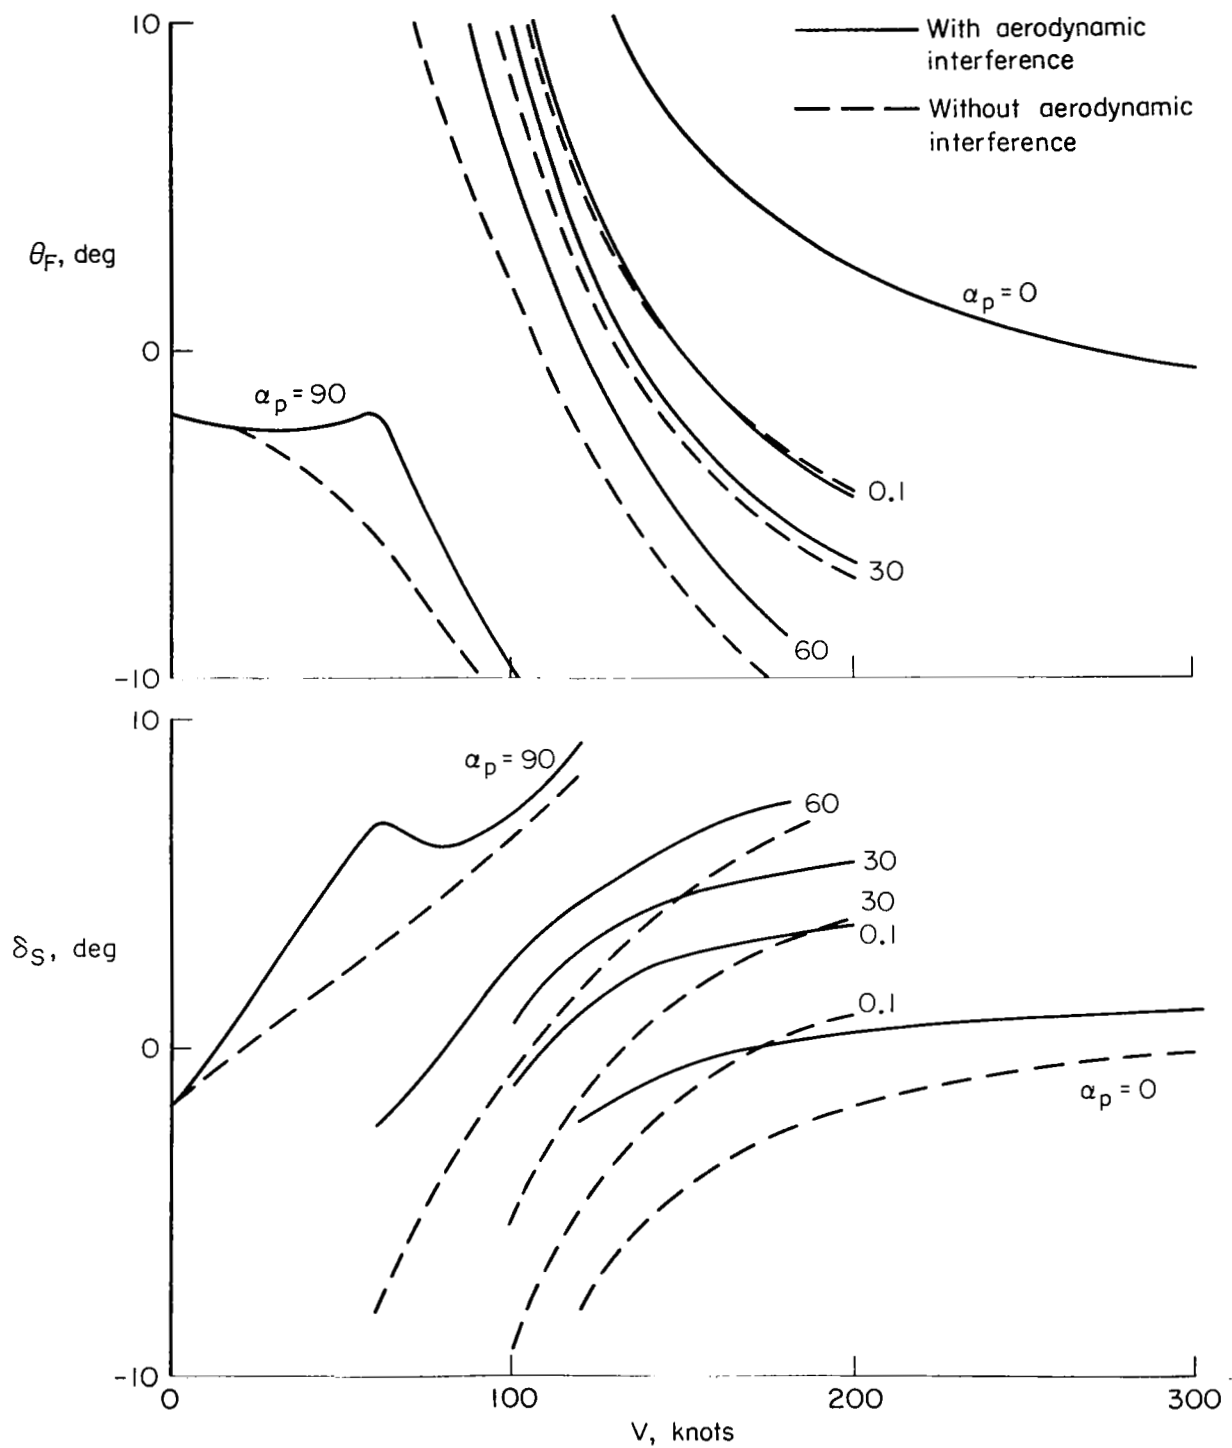 10
With aerodynamic
interference
Without aerodynamic
interference
θF, deg
αp = 0
0
αp = 90
0.1
30
60
-10
10
αp = 90
60
30
30
δS, deg
0.1
0.1
0
αp = 0
-10
0
100
200
300
V, knots